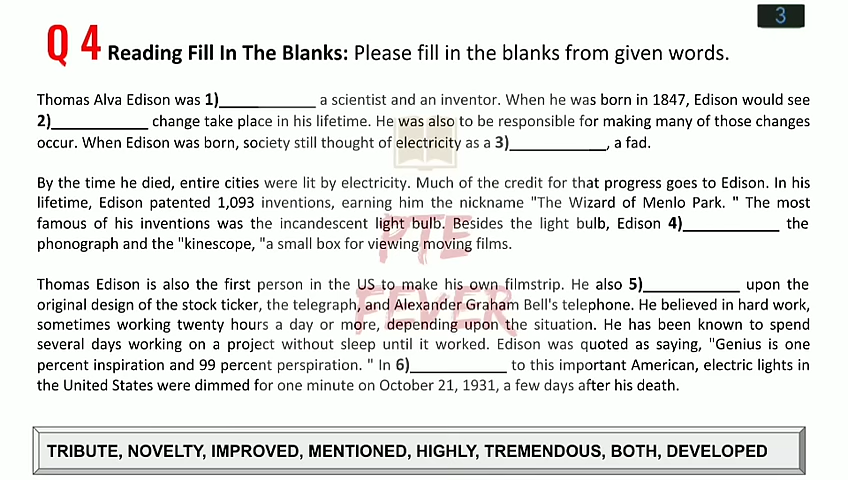 3
Q 4 Reading Fill In The Blanks: Please fill in the blanks from given words.
Thomas Alva Edison was 1)____________ a scientist and an inventor. When he was born in 1847, Edison would see
2)____________ change take place in his lifetime. He was also to be responsible for making many of those changes
occur. When Edison was born, society still thought of electricity as a 3)____________, a fad.
By the time he died, entire cities were lit by electricity. Much of the credit for that progress goes to Edison. In his
lifetime, Edison patented 1,093 inventions, earning him the nickname "The Wizard of Menlo Park. " The most
famous of his inventions was the incandescent light bulb. Besides the light bulb, Edison 4)____________ the
phonograph and the "kinescope, "a small box for viewing moving films.
Thomas Edison is also the first person in the US to make his own filmstrip. He also 5)____________ upon the
original design of the stock ticker, the telegraph, and Alexander Graham Bell's telephone. He believed in hard work,
sometimes working twenty hours a day or more, depending upon the situation. He has been known to spend
several days working on a project without sleep until it worked. Edison was quoted as saying, "Genius is one
percent inspiration and 99 percent perspiration. " In 6)____________ to this important American, electric lights in
the United States were dimmed for one minute on October 21, 1931, a few days after his death.
PTE
FEVER
TRIBUTE, NOVELTY, IMPROVED, MENTIONED, HIGHLY, TREMENDOUS, BOTH, DEVELOPED